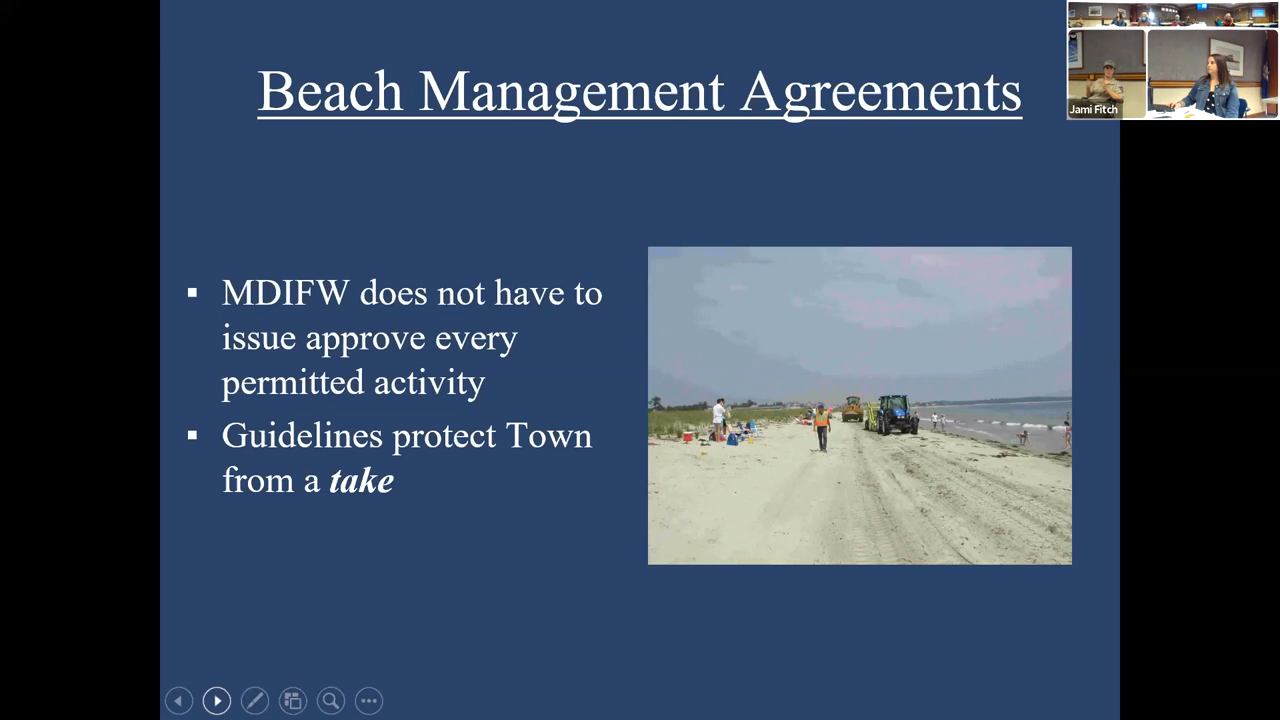 Beach Management Agreements
Jami Fitch
▪ MDIFW does not have to
issue approve every
permitted activity
▪ Guidelines protect Town
from a take